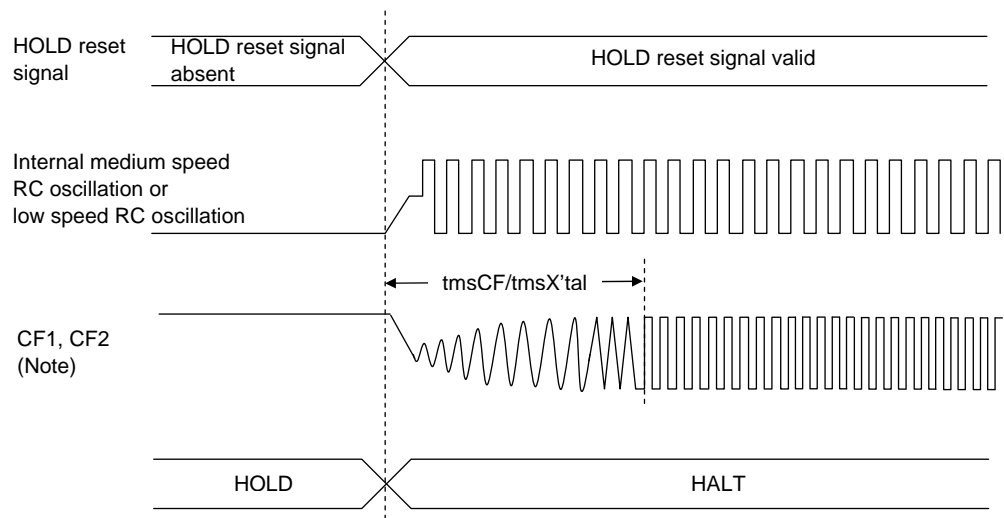 HOLD reset
signal
HOLD reset signal
absent
HOLD reset signal valid
Internal medium speed
RC oscillation or
low speed RC oscillation
tmsCF/tmsX'tal
CF1, CF2
(Note)
HOLD
HALT